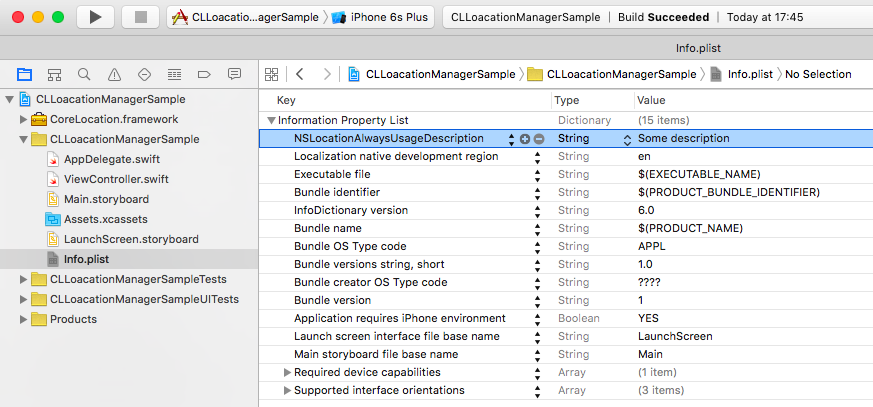 CLLoacatio...agerSample iPhone 6s Plus CLLoacationManagerSample | Build Succeeded | Today at 17:45
Info.plist
CLLoacationManagerSample CLLoacationManagerSample Info.plist No Selection
CLLoacationManagerSample
CoreLocation.framework
CLLoacationManagerSample
AppDelegate.swift
ViewController.swift
Main.storyboard
Assets.xcassets
LaunchScreen.storyboard
Info.plist
CLLoacationManagerSampleTests
CLLoacationManagerSampleUITests
Products
Key Type Value
Information Property List Dictionary (15 items)
NSLocationAlwaysUsageDescription String Some description
Localization native development region String en
Executable file String $(EXECUTABLE_NAME)
Bundle identifier String $(PRODUCT_BUNDLE_IDENTIFIER)
InfoDictionary version String 6.0
Bundle name String $(PRODUCT_NAME)
Bundle OS Type code String APPL
Bundle versions string, short String 1.0
Bundle creator OS Type code String ????
Bundle version String 1
Application requires iPhone environment Boolean YES
Launch screen interface file base name String LaunchScreen
Main storyboard file base name String Main
Required device capabilities Array (1 item)
Supported interface orientations Array (3 items)